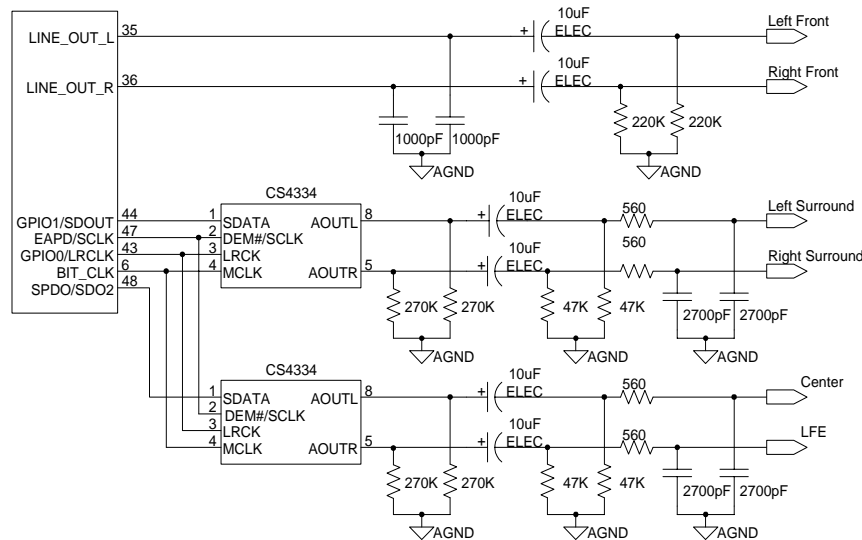 10uF
Left Front
35
LINE_OUT_L
+
ELEC
10uF
Right Front
36
LINE_OUT_R
+
ELEC
1000pF
1000pF
220K
220K
AGND
AGND
CS4334
10uF
Left Surround
GPIO1/SDOUT
44
1
SDATA
AOUTL
8
+
ELEC
560
EAPD/SCLK
47
2
DEM#/SCLK
10uF
560
GPIO0/LRCLK
43
3
LRCK
Right Surround
BIT_CLK
6
4
MCLK
AOUTR
5
+
ELEC
SPDO/SDO2
48
270K
270K
47K
47K
2700pF
2700pF
AGND
AGND
AGND
CS4334
10uF
Center
1
SDATA
AOUTL
8
+
ELEC
560
2
DEM#/SCLK
10uF
3
LRCK
LFE
4
MCLK
AOUTR
5
+
ELEC
560
270K
270K
47K
47K
2700pF
2700pF
AGND
AGND
AGND